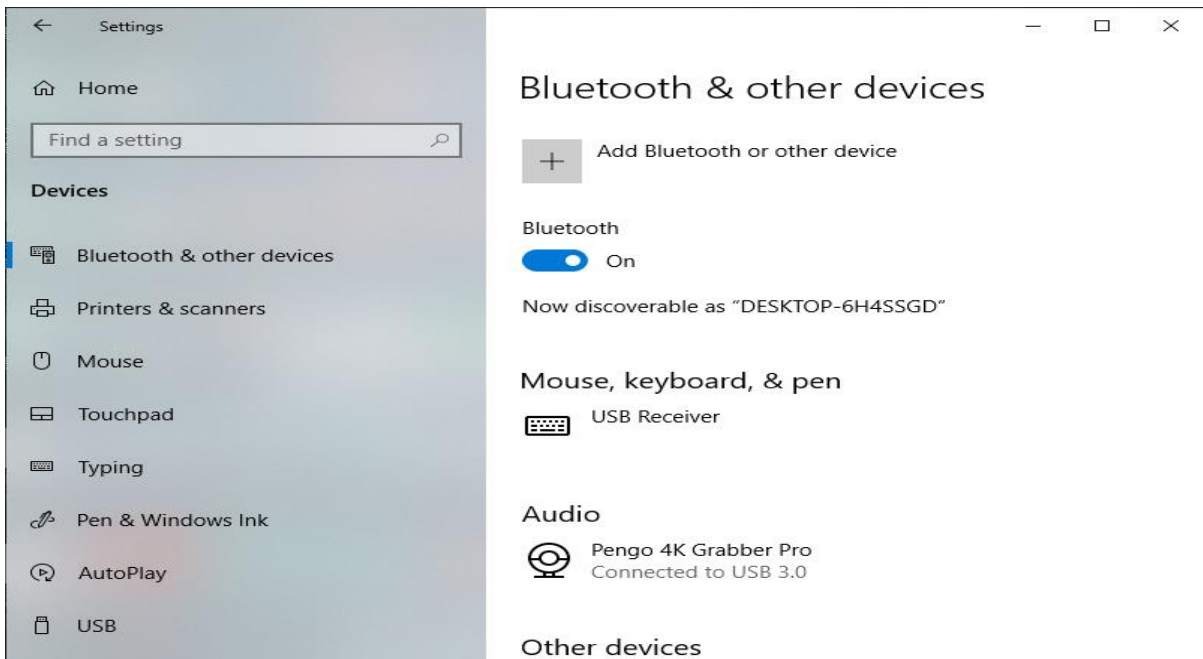 Settings
Home
Find a setting
Devices
Bluetooth & other devices
Printers & scanners
Mouse
Touchpad
Typing
Pen & Windows Ink
AutoPlay
USB
Bluetooth & other devices
Add Bluetooth or other device
Bluetooth
On
Now discoverable as “DESKTOP-6H4SSGD”
Mouse, keyboard, & pen
USB Receiver
Audio
Pengo 4K Grabber Pro
Connected to USB 3.0
Other devices